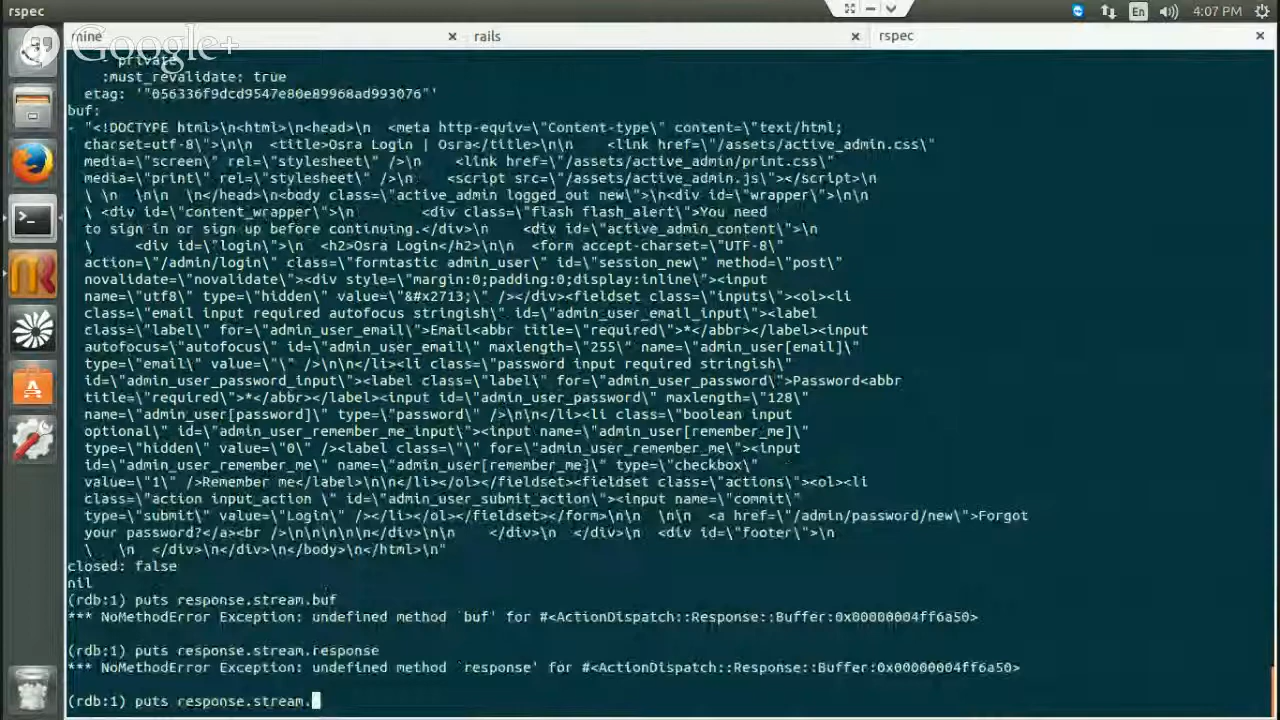 rspec
En
4:07 PM
mine
rails
rspec
Google+
- private
:must_revalidate: true
etag: '"056336f9dcd9547e80e89968ad993076"'
buf:
- "<!DOCTYPE html>\n<html>\n<head>\n  <meta http-equiv=\"Content-type\" content=\"text/html;
charset=utf-8\">\n\n  <title>Osra Login | Osra</title>\n\n    <link href=\"/assets/active_admin.css\"
media=\"screen\" rel=\"stylesheet\" />\n    <link href=\"/assets/active_admin/print.css\"
media=\"print\" rel=\"stylesheet\" />\n    <script src=\"/assets/active_admin.js\"></script>\n
\ \n  \n\n  \n</head>\n<body class=\"active_admin logged_out new\">\n<div id=\"wrapper\">\n\n
\ <div id=\"content_wrapper\">\n         <div class=\"flash flash_alert\">You need
to sign in or sign up before continuing.</div>\n    <div id=\"active_admin_content\">\n
\      <div id=\"login\">\n  <h2>Osra Login</h2>\n\n  <form accept-charset=\"UTF-8\"
action=\"/admin/login\" class=\"formtastic admin_user\" id=\"session_new\" method=\"post\"
novalidate=\"novalidate\"><div style=\"margin:0;padding:0;display:inline\"><input
name=\"utf8\" type=\"hidden\" value=\"&#x2713;\" /></div><fieldset class=\"inputs\"><ol><li
class=\"email input required autofocus stringish\" id=\"admin_user_email_input\"><label
class=\"label\" for=\"admin_user_email\">Email<abbr title=\"required\">*</abbr></label><input
autofocus=\"autofocus\" id=\"admin_user_email\" maxlength=\"255\" name=\"admin_user[email]\"
type=\"email\" value=\"\" />\n\n</li><li class=\"password input required stringish\"
id=\"admin_user_password_input\"><label class=\"label\" for=\"admin_user_password\">Password<abbr
title=\"required\">*</abbr></label><input id=\"admin_user_password\" maxlength=\"128\"
name=\"admin_user[password]\" type=\"password\" />\n\n</li><li class=\"boolean input
optional\" id=\"admin_user_remember_me_input\"><input name=\"admin_user[remember_me]\"
type=\"hidden\" value=\"0\" /><label class=\"\" for=\"admin_user_remember_me\"><input
id=\"admin_user_remember_me\" name=\"admin_user[remember_me]\" type=\"checkbox\"
value=\"1\" />Remember me</label>\n\n</li></ol></fieldset><fieldset class=\"actions\"><ol><li
class=\"action input_action \" id=\"admin_user_submit_action\"><input name=\"commit\"
type=\"submit\" value=\"Login\" /></li></ol></fieldset></form>\n\n  \n\n  <a href=\"/admin/password/new\">Forgot
your password?</a><br />\n\n\n\n\n</div>\n\n     </div>\n  </div>\n  <div id=\"footer\">\n
\   \n  </div>\n</div>\n</body>\n</html>\n"
closed: false
nil
(rdb:1) puts response.stream.buf
*** NoMethodError Exception: undefined method `buf' for #<ActionDispatch::Response::Buffer:0x00000004ff6a50>
(rdb:1) puts response.stream.response
*** NoMethodError Exception: undefined method `response' for #<ActionDispatch::Response::Buffer:0x00000004ff6a50>
(rdb:1) puts response.stream.